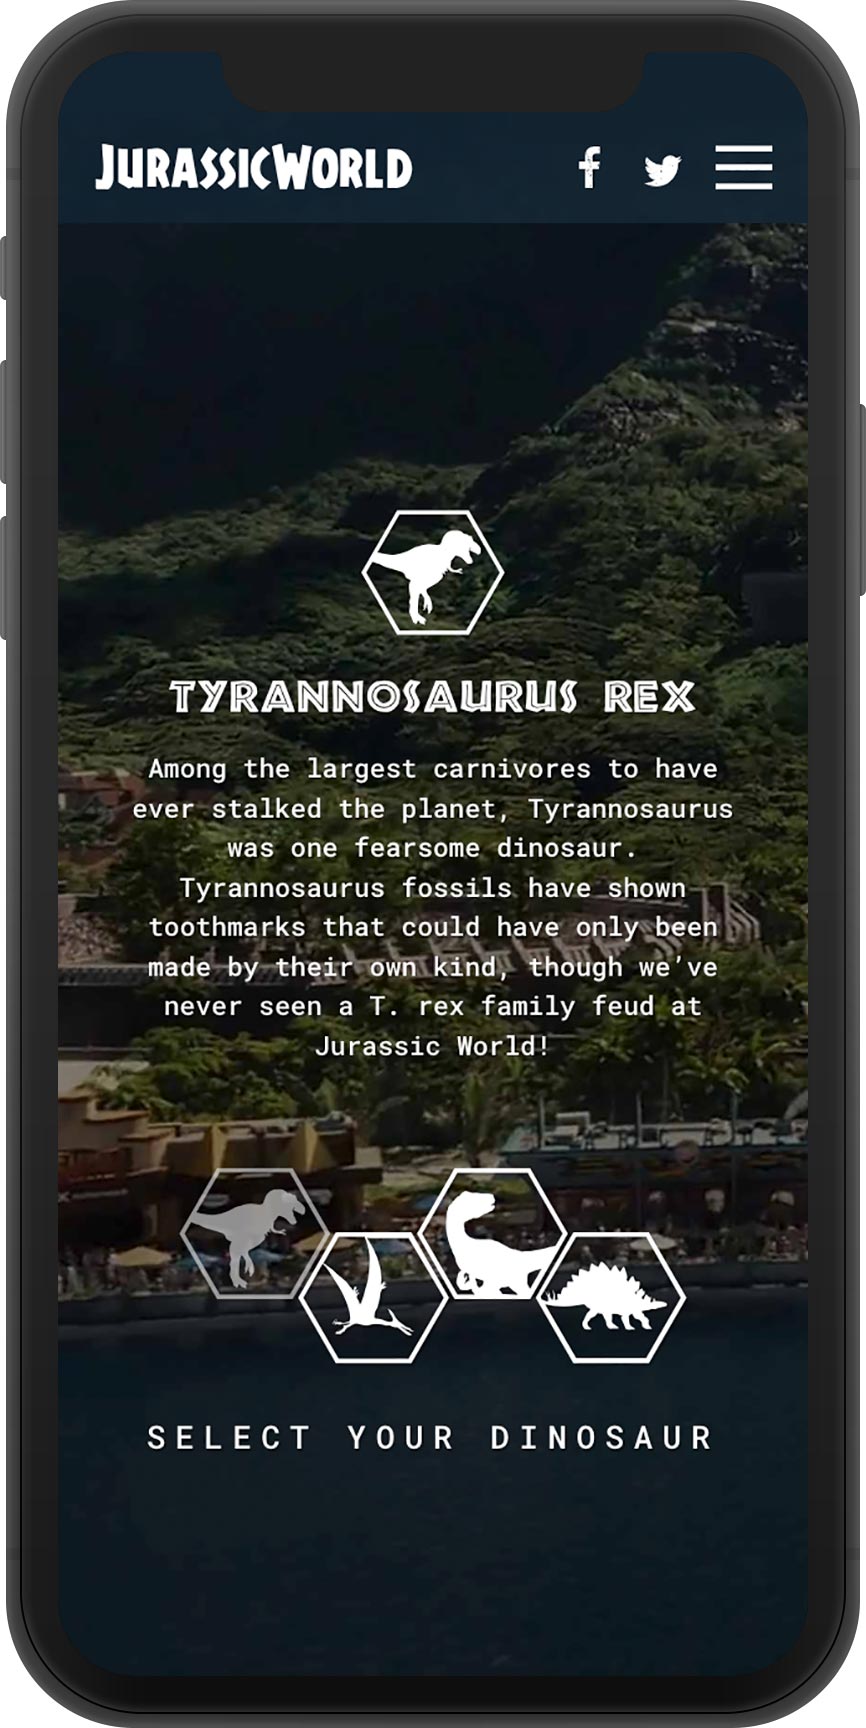 JURASSIC WORLD
TYRANNOSAURUS REX
Among the largest carnivores to have
ever stalked the planet, Tyrannosaurus
was one fearsome dinosaur.
Tyrannosaurus fossils have shown
toothmarks that could have only been
made by their own kind, though we’ve
never seen a T. rex family feud at
Jurassic World!
SELECT YOUR DINOSAUR